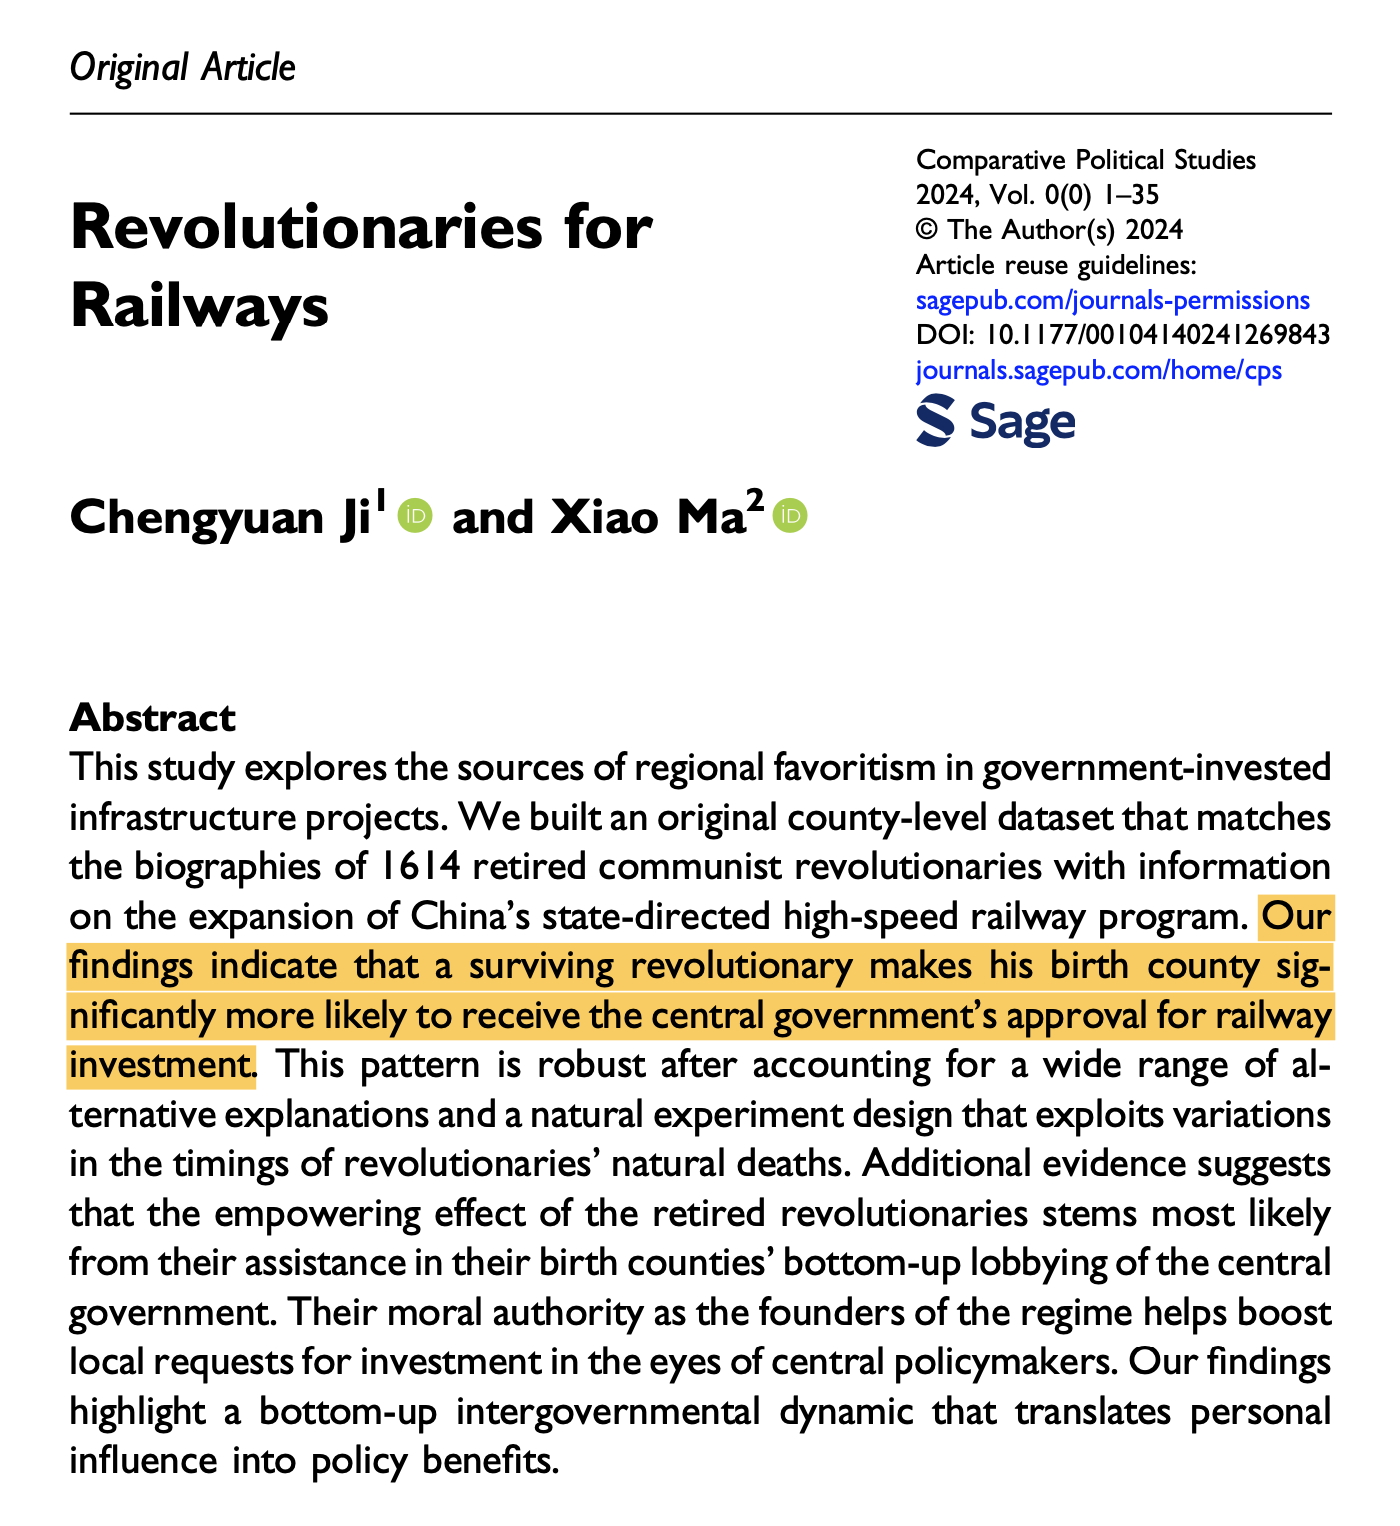 Original Article
Revolutionaries for
Railways
Comparative Political Studies
2024, Vol. 0(0) 1–35
© The Author(s) 2024
Article reuse guidelines:
sagepub.com/journals-permissions
DOI: 10.1177/00104140241269843
journals.sagepub.com/home/cps
Sage
Chengyuan Ji1 iD and Xiao Ma2 iD
Abstract
This study explores the sources of regional favoritism in government-invested
infrastructure projects. We built an original county-level dataset that matches
the biographies of 1614 retired communist revolutionaries with information
on the expansion of China’s state-directed high-speed railway program. Our
findings indicate that a surviving revolutionary makes his birth county sig-
nificantly more likely to receive the central government’s approval for railway
investment. This pattern is robust after accounting for a wide range of al-
ternative explanations and a natural experiment design that exploits variations
in the timings of revolutionaries’ natural deaths. Additional evidence suggests
that the empowering effect of the retired revolutionaries stems most likely
from their assistance in their birth counties’ bottom-up lobbying of the central
government. Their moral authority as the founders of the regime helps boost
local requests for investment in the eyes of central policymakers. Our findings
highlight a bottom-up intergovernmental dynamic that translates personal
influence into policy benefits.